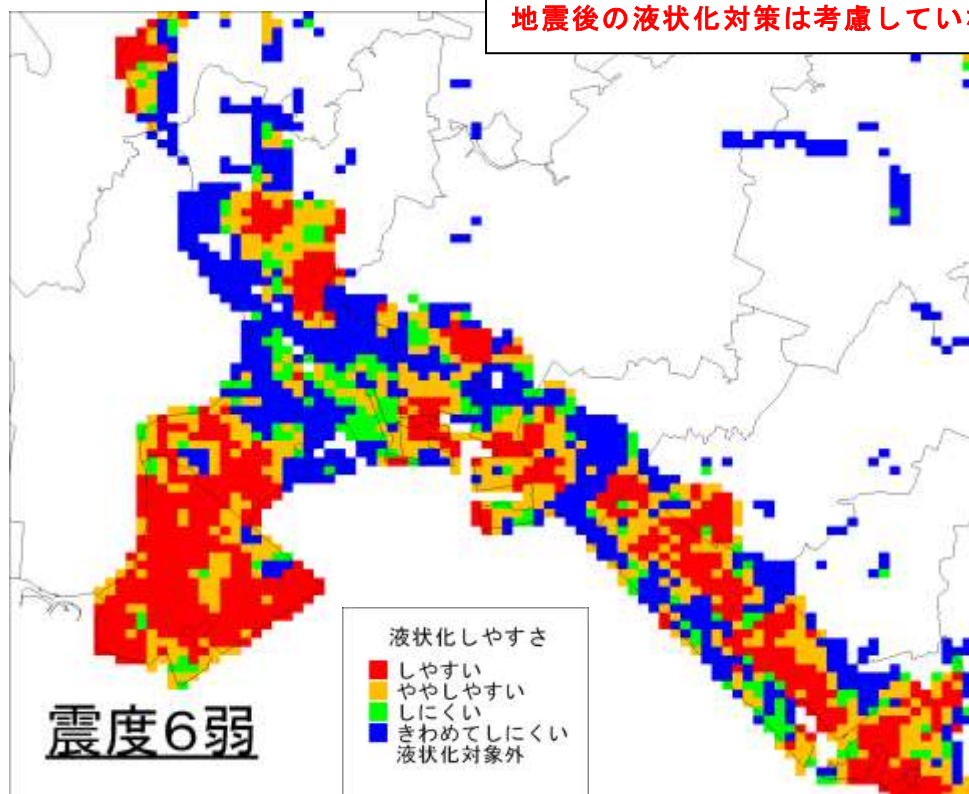 地震後の液状化対策は考慮してい
液状化しやすさ
しやすい
ややしやすい
しにくい
きわめてしにくい
液状化対象外
震度6弱